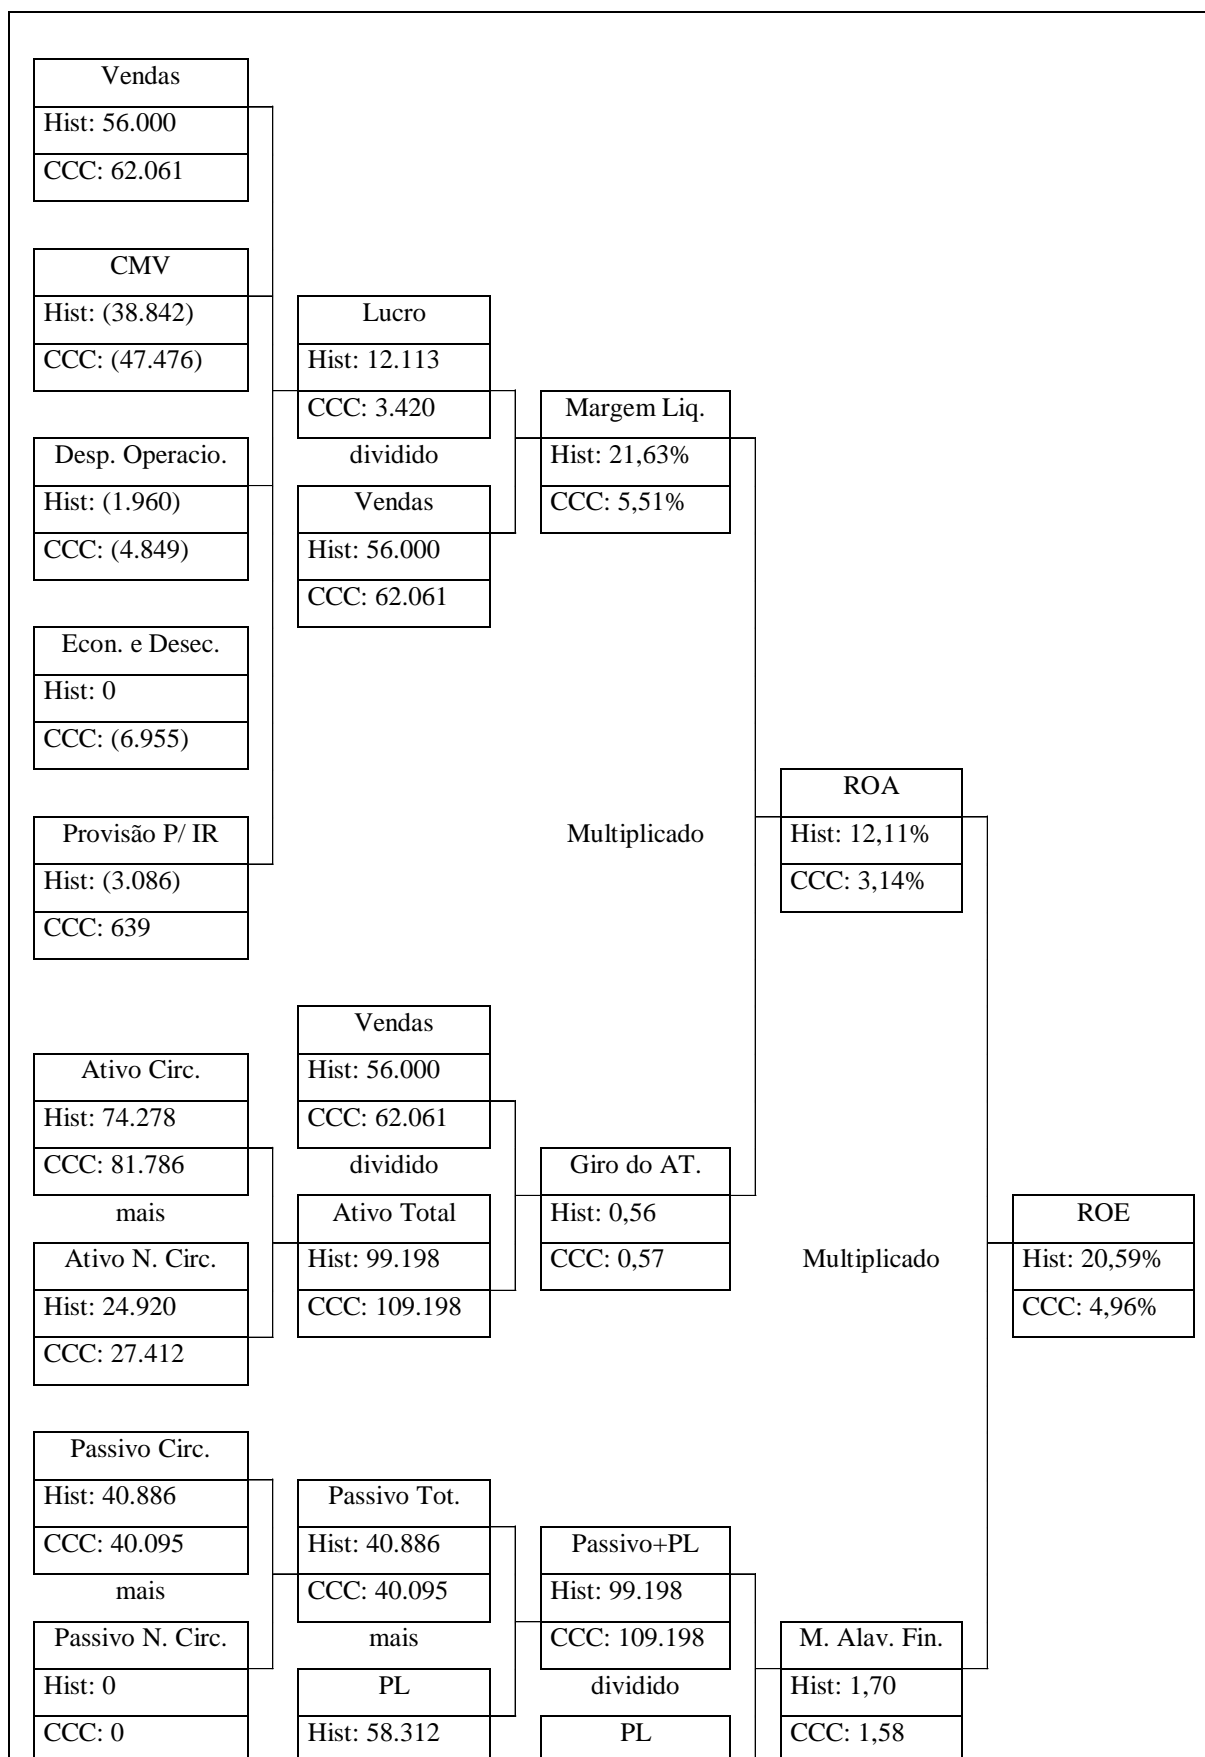 Vendas
Hist: 56.000
CCC: 62.061
CMV
Hist: (38.842)
CCC: (47.476)
Desp. Operacio.
Hist: (1.960)
CCC: (4.849)
Econ. e Desec.
Hist: 0
CCC: (6.955)
Provisão P/ IR
Hist: (3.086)
CCC: 639
Lucro
Hist: 12.113
CCC: 3.420
dividido
Vendas
Hist: 56.000
CCC: 62.061
Margem Liq.
Hist: 21,63%
CCC: 5,51%
Multiplicado
ROA
Hist: 12,11%
CCC: 3,14%
Ativo Circ.
Hist: 74.278
CCC: 81.786
mais
Ativo N. Circ.
Hist: 24.920
CCC: 27.412
Vendas
Hist: 56.000
CCC: 62.061
dividido
Ativo Total
Hist: 99.198
CCC: 109.198
Giro do AT.
Hist: 0,56
CCC: 0,57
Multiplicado
ROE
Hist: 20,59%
CCC: 4,96%
Passivo Circ.
Hist: 40.886
CCC: 40.095
mais
Passivo N. Circ.
Hist: 0
CCC: 0
Passivo Tot.
Hist: 40.886
CCC: 40.095
mais
PL
Hist: 58.312
Passivo+PL
Hist: 99.198
CCC: 109.198
dividido
PL
M. Alav. Fin.
Hist: 1,70
CCC: 1,58